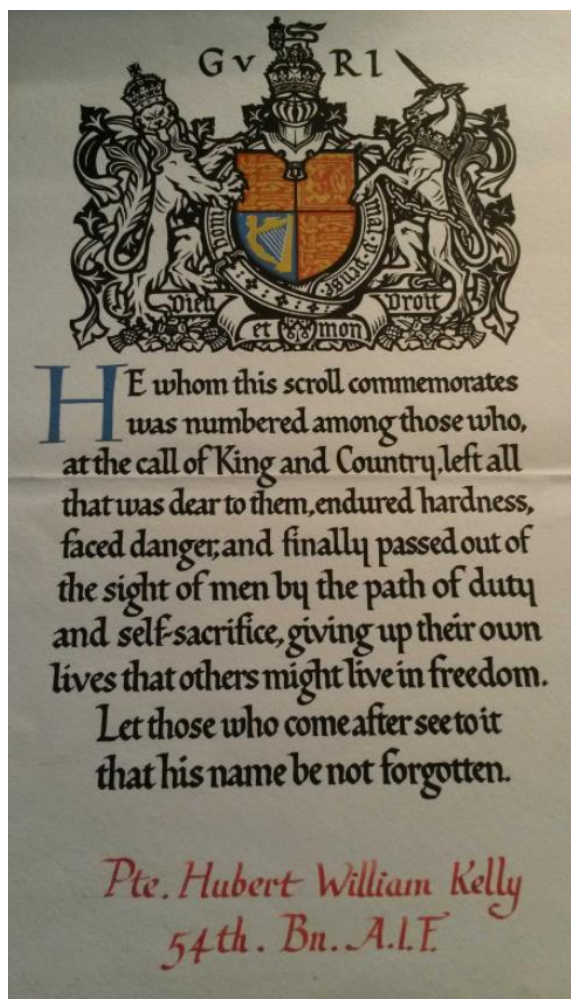 G V R I
honi mal·y·pense
Dieu Droit
et mon
HE whom this scroll commemorates
was numbered among those who,
at the call of King and Country, left all
that was dear to them, endured hardness,
faced danger, and finally passed out of
the sight of men by the path of duty
and self-sacrifice, giving up their own
lives that others might live in freedom.
Let those who come after see to it
that his name be not forgotten.
Pte. Hubert William Kelly
54th. Bn. A.I.F.